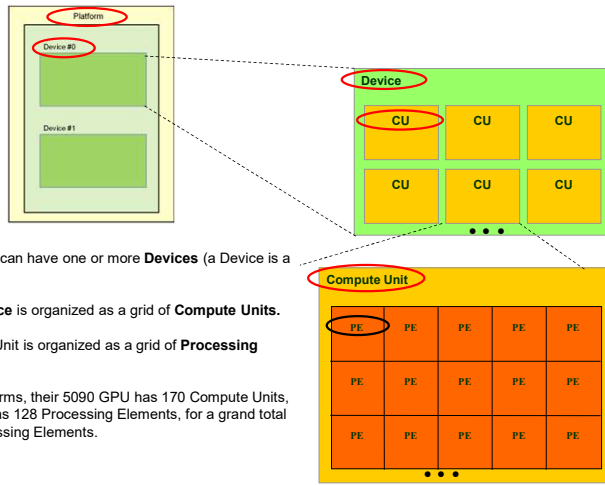 Platform
Device #0
Device #1
Device
CU CU CU
CU CU CU
• • •
can have one or more Devices (a Device is a
ce is organized as a grid of Compute Units.
Unit is organized as a grid of Processing
rms, their 5090 GPU has 170 Compute Units,
as 128 Processing Elements, for a grand total
ssing Elements.
Compute Unit
PE PE PE PE PE
PE PE PE PE PE
PE PE PE PE PE
• • •